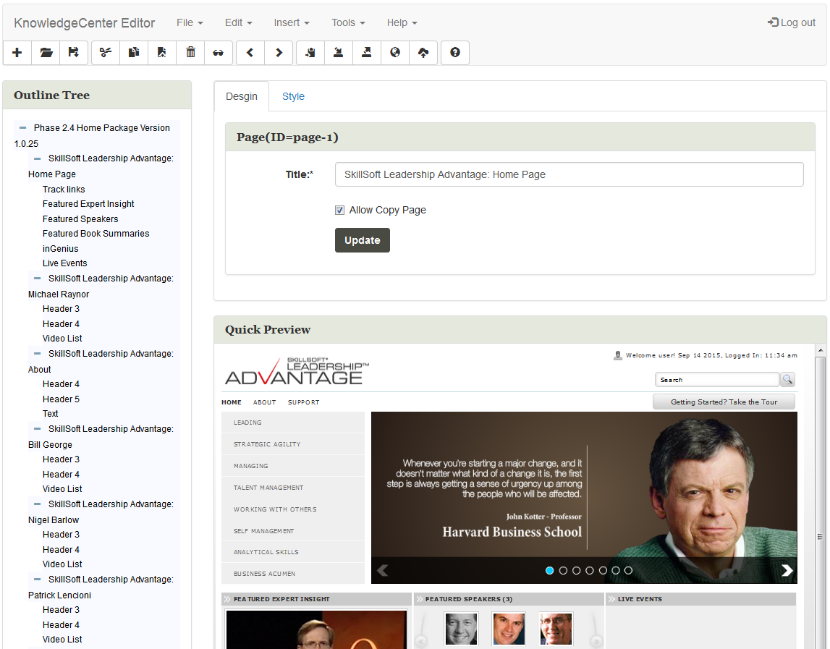 KnowledgeCenter Editor
File
Edit
Insert
Tools
Help
Log out
Outline Tree
Phase 2.4 Home Package Version
1.0.25
SkillSoft Leadership Advantage:
Home Page
Track links
Featured Expert Insight
Featured Speakers
Featured Book Summaries
inGenius
Live Events
SkillSoft Leadership Advantage:
Michael Raynor
Header 3
Header 4
Video List
SkillSoft Leadership Advantage:
About
Header 4
Header 5
Text
SkillSoft Leadership Advantage:
Bill George
Header 3
Header 4
Video List
SkillSoft Leadership Advantage:
Nigel Barlow
Header 3
Header 4
Video List
SkillSoft Leadership Advantage:
Patrick Lencioni
Header 3
Header 4
Video List
Desgin
Style
Page(ID=page-1)
Title:*
SkillSoft Leadership Advantage: Home Page
Allow Copy Page
Update
Quick Preview
SKILLSOFT®
LEADERSHIP™
ADVANTAGE
Welcome user! Sep 14 2015, Logged In: 11:34 am
Search
HOME
ABOUT
SUPPORT
Getting Started? Take the Tour
LEADING
STRATEGIC AGILITY
MANAGING
TALENT MANAGEMENT
WORKING WITH OTHERS
SELF MANAGEMENT
ANALYTICAL SKILLS
BUSINESS ACUMEN
Whenever you're starting a major change, and it
doesn't matter what kind of a change it is, the first
step is always getting a sense of urgency up among
the people who will be affected.
John Kotter - Professor
Harvard Business School
FEATURED EXPERT INSIGHT
FEATURED SPEAKERS (3)
LIVE EVENTS